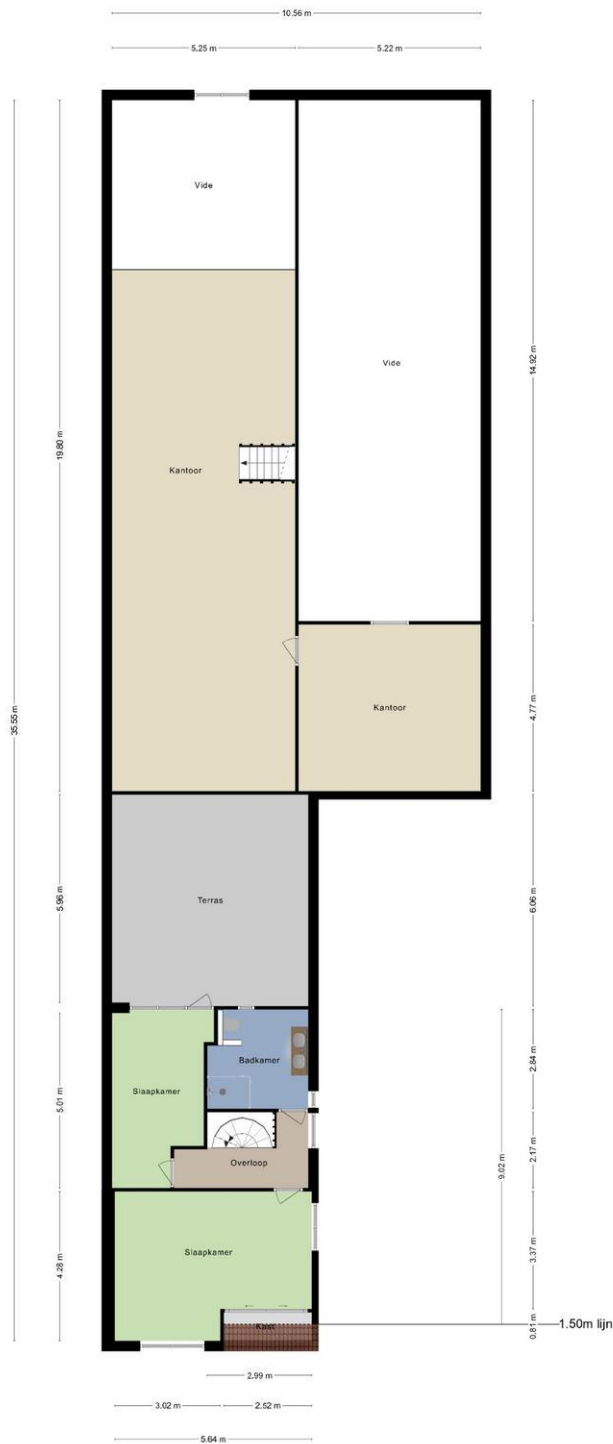 10.56 m
5.25 m
5.22 m
Vide
Vide
14.92 m
19.80 m
Kantoor
35.55 m
Kantoor
4.77 m
Terras
5.96 m
6.06 m
Badkamer
2.84 m
Slaapkamer
5.01 m
2.17 m
9.02 m
Overloop
Slaapkamer
3.37 m
4.28 m
Kast
0.81 m
1.50m lijn
2.99 m
3.02 m
2.52 m
5.64 m